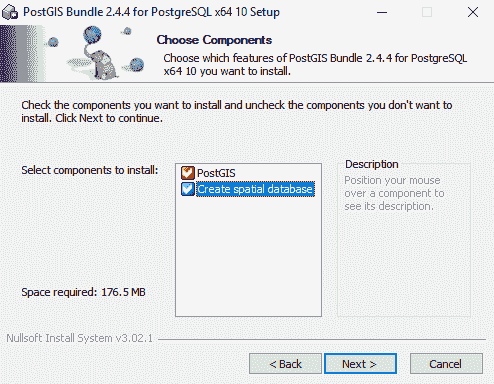 PostGIS Bundle 2.4.4 for PostgreSQL x64 10 Setup
Choose Components
Choose which features of PostGIS Bundle 2.4.4 for PostgreSQL
x64 10 you want to install.
Check the components you want to install and uncheck the components you don't want to
install. Click Next to continue.
Select components to install:
PostGIS
Create spatial database
Description
Position your mouse
over a component to
see its description.
Space required: 176.5 MB
Nullsoft Install System v3.02.1
< Back
Next >
Cancel